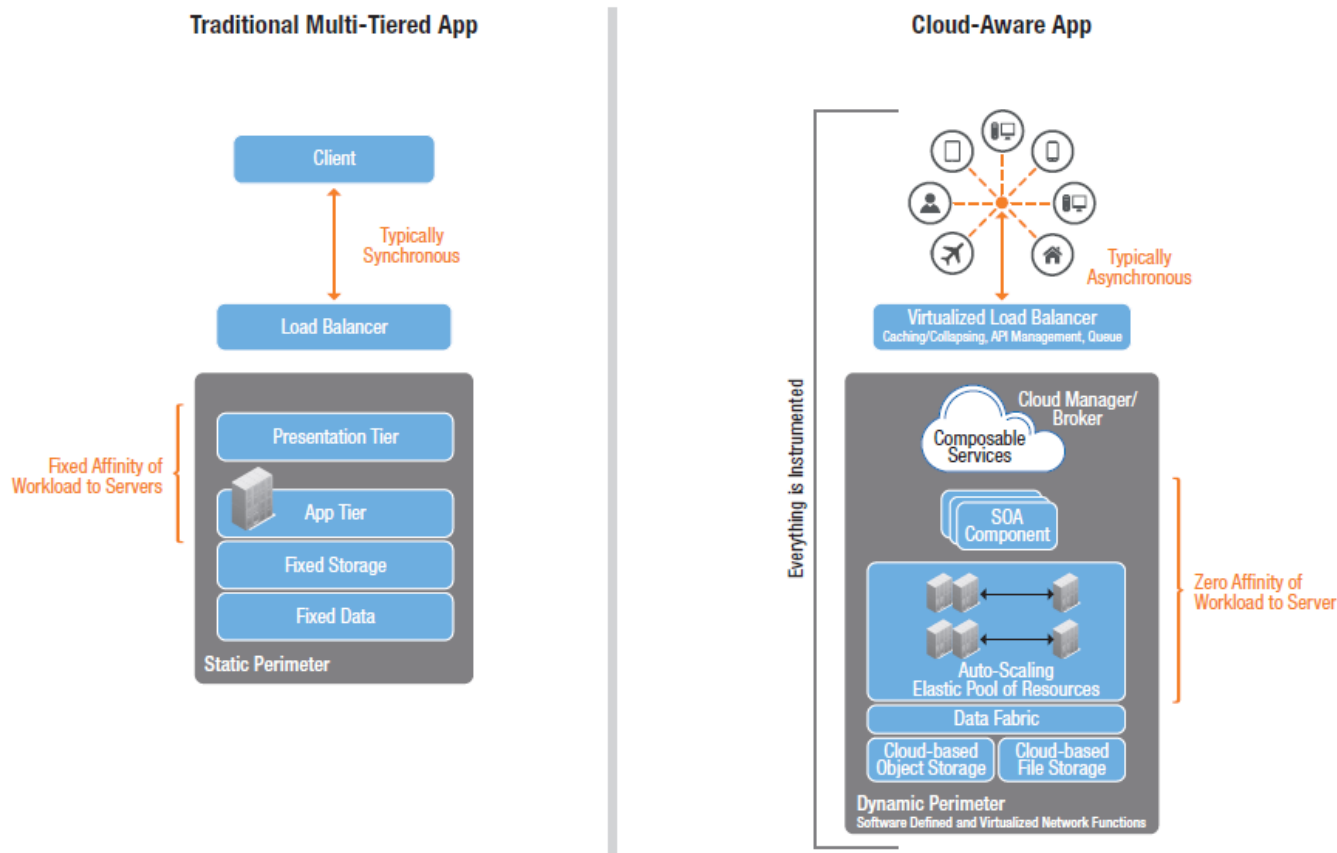 Traditional Multi-Tiered App
Client
Typically
Synchronous
Load Balancer
Fixed Affinity of
Workload to Servers
Presentation Tier
App Tier
Fixed Storage
Fixed Data
Static Perimeter
Cloud-Aware App
Everything is Instrumented
Typically
Asynchronous
Virtualized Load Balancer
Caching/Collapsing, API Management, Queue
Cloud Manager/
Broker
Composable
Services
SOA
Component
Zero Affinity of
Workload to Server
Auto-Scaling
Elastic Pool of Resources
Data Fabric
Cloud-based
Object Storage
Cloud-based
File Storage
Dynamic Perimeter
Software Defined and Virtualized Network Functions